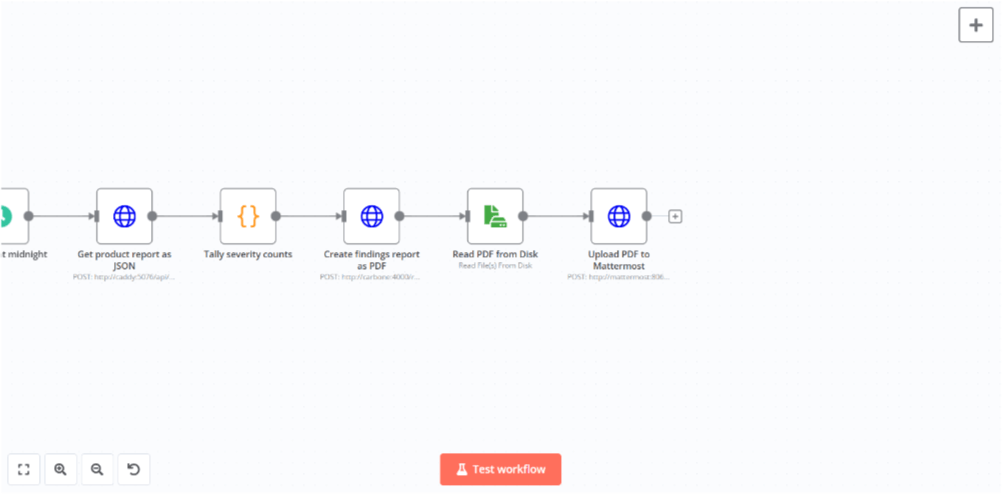 t midnight
Get product report as
JSON
POST: http://caddy:5076/api/...
Tally severity counts
Create findings report
as PDF
POST: http://carbone:4000/r...
Read PDF from Disk
Read File(s) From Disk
Upload PDF to
Mattermost
POST: http://mattermost:806...
Test workflow